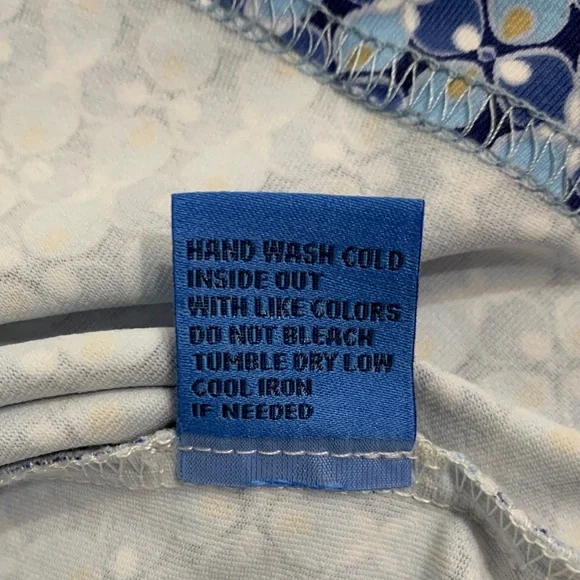 HAND WASH COLD
INSIDE OUT
WITH LIKE COLORS
DO NOT BLEACH
TUMBLE DRY LOW
COOL IRON
IF NEEDED